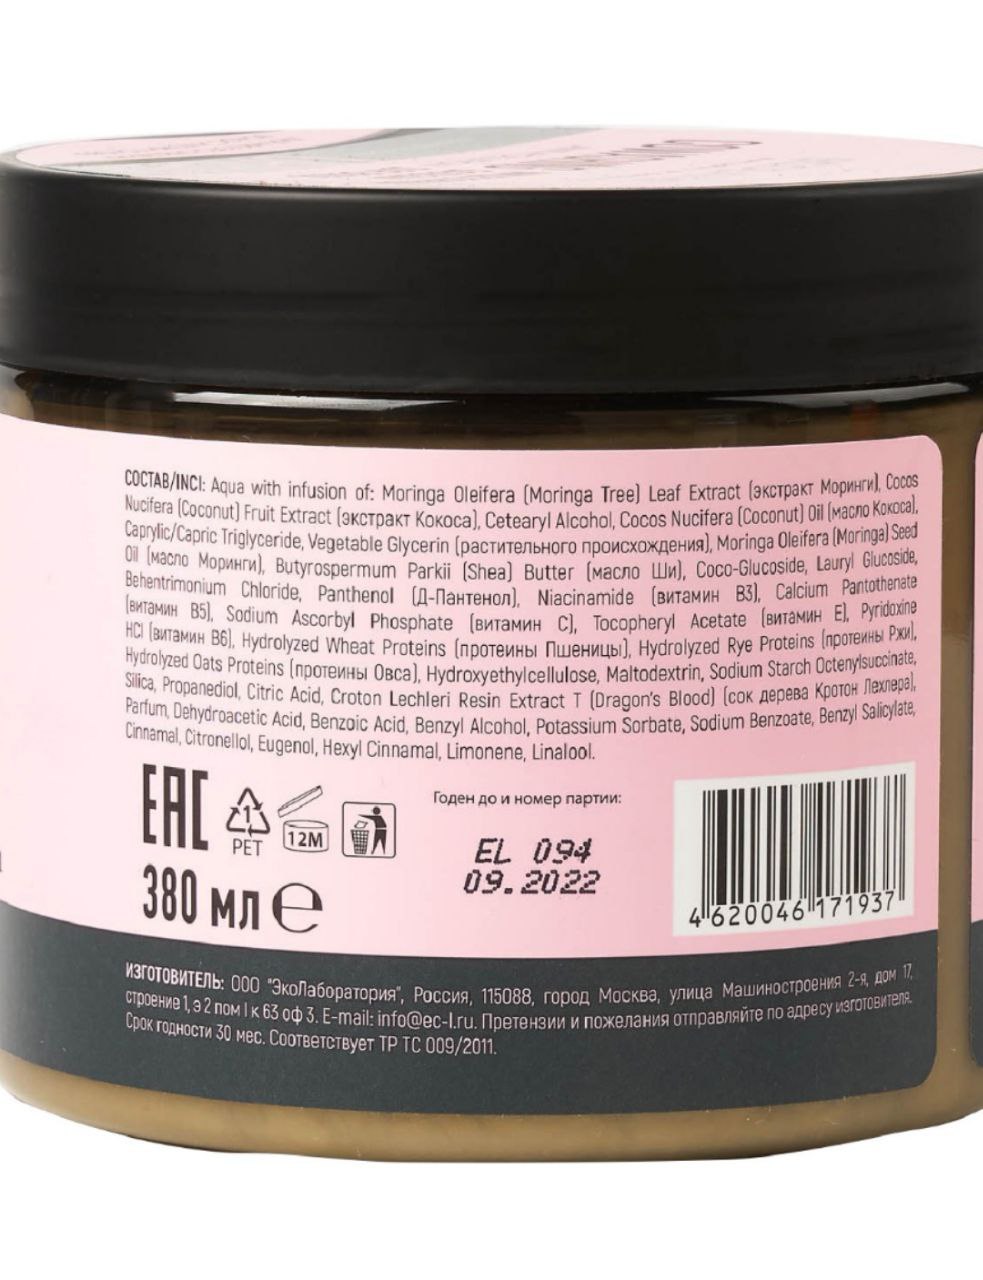 СОСТАВ/INCI: Aqua with infusion of: Moringa Oleifera (Moringa Tree) Leaf Extract (экстракт Моринги), Cocos
Nucifera (Coconut) Fruit Extract (экстракт Кокоса), Cetearyl Alcohol, Cocos Nucifera (Coconut) Oil (масло Кокоса),
Caprylic/Capric Triglyceride, Vegetable Glycerin (растительного происхождения), Moringa Oleifera (Moringa) Seed
Oil (масло Моринги), Butyrospermum Parkii (Shea) Butter (масло Ши), Coco-Glucoside, Lauryl Glucoside,
Behentrimonium Chloride, Panthenol (Д-Пантенол), Niacinamide (витамин B3), Calcium Pantothenate
(витамин B5), Sodium Ascorbyl Phosphate (витамин C), Tocopheryl Acetate (витамин E), Pyridoxine
HCl (витамин B6), Hydrolyzed Wheat Proteins (протеины Пшеницы), Hydrolyzed Rye Proteins (протеины Ржи),
Hydrolyzed Oats Proteins (протеины Овса), Hydroxyethylcellulose, Maltodextrin, Sodium Starch Octenylsuccinate,
Silica, Propanediol, Citric Acid, Croton Lechleri Resin Extract T (Dragon's Blood) (сок дерева Кротон Лехлера),
Parfum, Dehydroacetic Acid, Benzoic Acid, Benzyl Alcohol, Potassium Sorbate, Sodium Benzoate, Benzyl Salicylate,
Cinnamal, Citronellol, Eugenol, Hexyl Cinnamal, Limonene, Linalool.
EAC
1
PET
12M
380 мл e
Годен до и номер партии:
EL 094
09.2022
4 620046 171937
ИЗГОТОВИТЕЛЬ: ООО "ЭкоЛаборатория", Россия, 115088, город Москва, улица Машиностроения 2-я, дом 17,
строение 1, э 2 пом I к 63 оф 3. E-mail: info@ec-l.ru. Претензии и пожелания отправляйте по адресу изготовителя.
Срок годности 30 мес. Соответствует ТР ТС 009/2011.